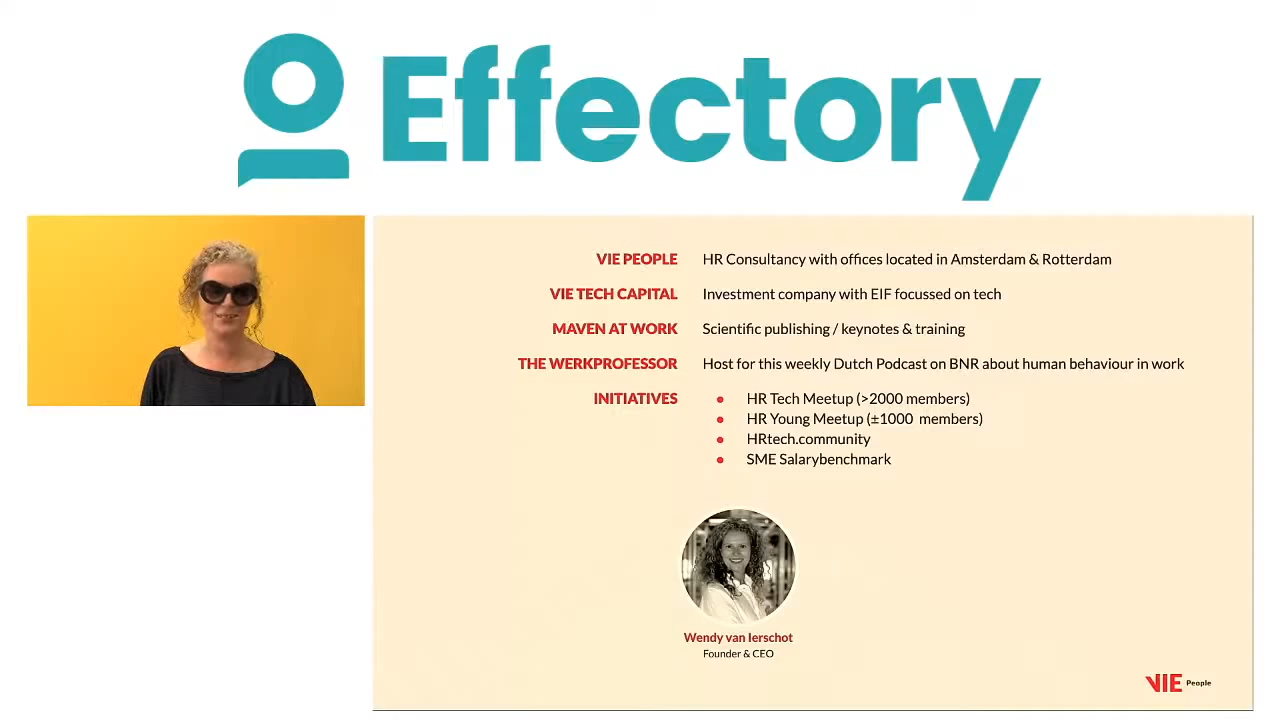 Effectory
VIE PEOPLE HR Consultancy with offices located in Amsterdam & Rotterdam
VIE TECH CAPITAL Investment company with EIF focussed on tech
MAVEN AT WORK Scientific publishing / keynotes & training
THE WERKPROFESSOR Host for this weekly Dutch Podcast on BNR about human behaviour in work
INITIATIVES • HR Tech Meetup (>2000 members)
• HR Young Meetup (±1000 members)
• HRtech.community
• SME Salarybenchmark
Wendy van Ierschot
Founder & CEO
VIE People